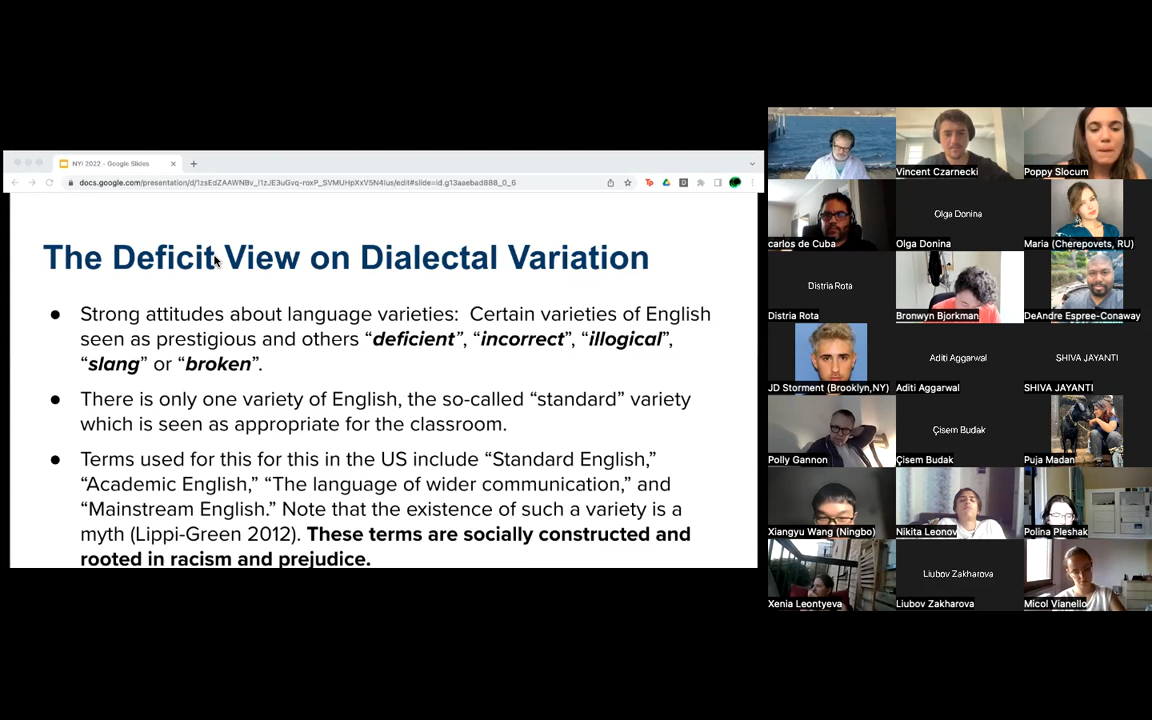 NYI 2022 - Google Slides
docs.google.com/presentation/d/1zsEdZAAWNBv_l1zJE3uGvq-roxP_SVMUHpXxV5N4lus/edit#slide=id.g13aaebad888_0_6
The Deficit View on Dialectal Variation
● Strong attitudes about language varieties:  Certain varieties of English
seen as prestigious and others “deficient”, “incorrect”, “illogical”,
“slang” or “broken”.
● There is only one variety of English, the so-called “standard” variety
which is seen as appropriate for the classroom.
● Terms used for this for this in the US include “Standard English,”
“Academic English,” “The language of wider communication,” and
“Mainstream English.” Note that the existence of such a variety is a
myth (Lippi-Green 2012). These terms are socially constructed and
rooted in racism and prejudice.
Vincent Czarnecki
Poppy Slocum
carlos de Cuba
Olga Donina
Olga Donina
Maria (Cherepovets, RU)
Distria Rota
Distria Rota
Bronwyn Bjorkman
DeAndre Espree-Conaway
JD Storment (Brooklyn,NY)
Aditi Aggarwal
Aditi Aggarwal
SHIVA JAYANTI
SHIVA JAYANTI
Polly Gannon
Çisem Budak
Çisem Budak
Puja Madan
Xiangyu Wang (Ningbo)
Nikita Leonov
Polina Pleshak
Xenia Leontyeva
Liubov Zakharova
Liubov Zakharova
Micol Vianello